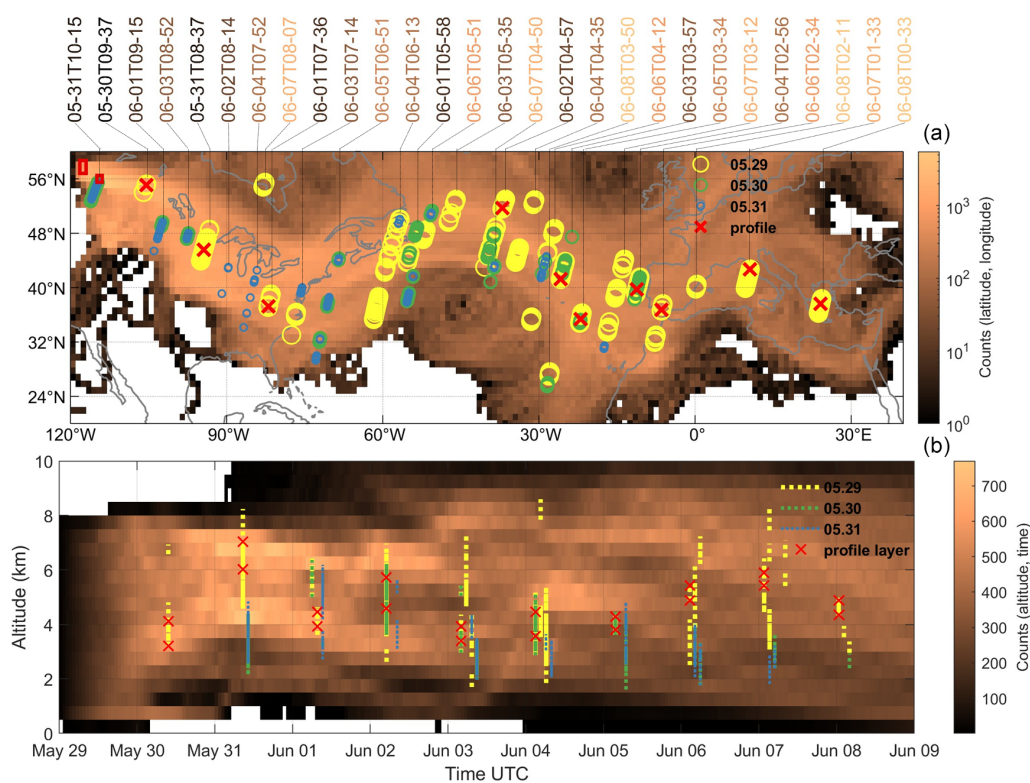 05-31T10-15
05-30T09-37
06-01T09-15
06-03T08-52
05-31T08-37
06-02T08-14
06-04T07-52
06-07T08-07
06-01T07-36
06-03T07-14
06-05T06-51
06-04T06-13
06-01T05-58
06-06T05-51
06-03T05-35
06-07T04-50
06-02T04-57
06-04T04-35
06-08T03-50
06-06T04-12
06-03T03-57
06-05T03-34
06-07T03-12
06-04T02-56
06-06T02-34
06-08T02-11
06-07T01-33
06-08T00-33
(a)
56°N
48°N
40°N
32°N
24°N
120°W
90°W
60°W
30°W
0°
30°E
05.29
05.30
05.31
profile
10³
10²
10¹
10⁰
Counts (latitude, longitude)
(b)
10
8
6
4
2
0
Altitude (km)
05.29
05.30
05.31
profile layer
700
600
500
400
300
200
100
Counts (altitude, time)
May 29
May 30
May 31
Jun 01
Jun 02
Jun 03
Jun 04
Jun 05
Jun 06
Jun 07
Jun 08
Jun 09
Time UTC